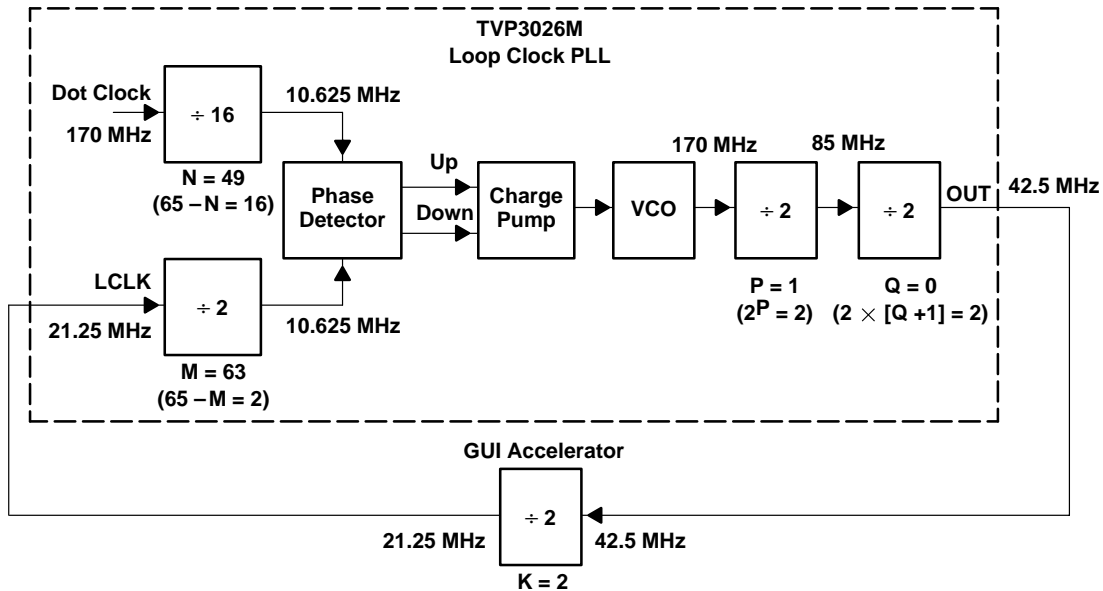 TVP3026M
Loop Clock PLL
Dot Clock
170 MHz
÷ 16
10.625 MHz
N = 49
(65 – N = 16)
Phase
Detector
Up
Down
Charge
Pump
VCO
170 MHz
÷ 2
85 MHz
÷ 2
OUT
42.5 MHz
P = 1
(2^P = 2)
Q = 0
(2 × [Q +1] = 2)
LCLK
21.25 MHz
÷ 2
10.625 MHz
M = 63
(65 – M = 2)
GUI Accelerator
÷ 2
21.25 MHz
42.5 MHz
K = 2